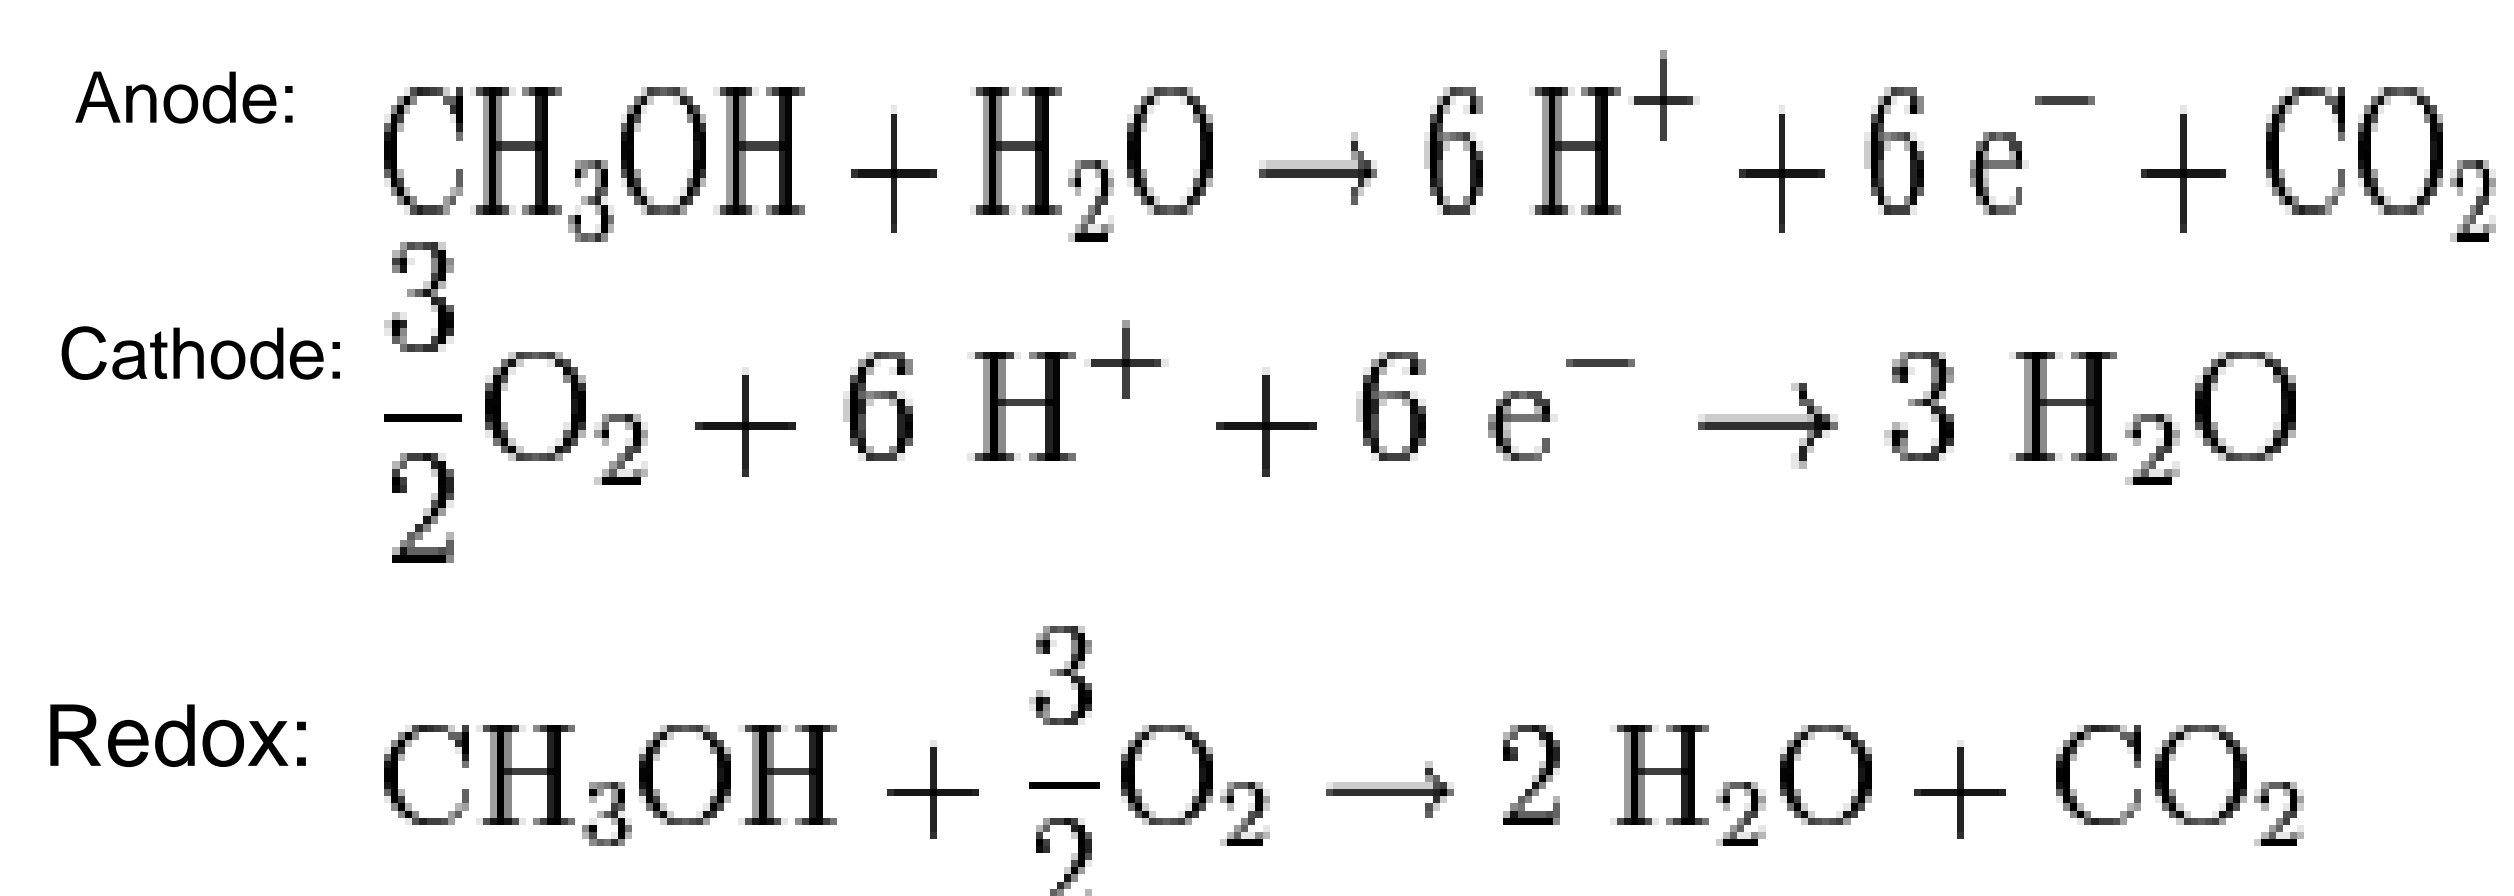 Anode: CH₃OH + H₂O → 6 H⁺ + 6 e⁻ + CO₂
Cathode: 3/2 O₂ + 6 H⁺ + 6 e⁻ → 3 H₂O
Redox: CH₃OH + 3/2 O₂ → 2 H₂O + CO₂